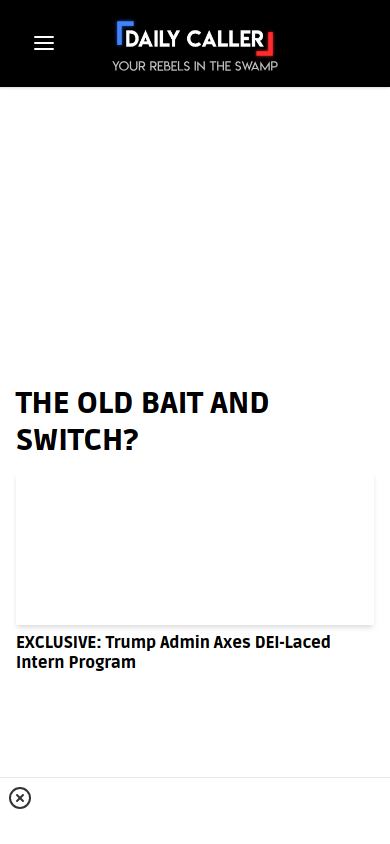 DAILY CALLER
YOUR REBELS IN THE SWAMP
THE OLD BAIT AND
SWITCH?
EXCLUSIVE: Trump Admin Axes DEI-Laced
Intern Program